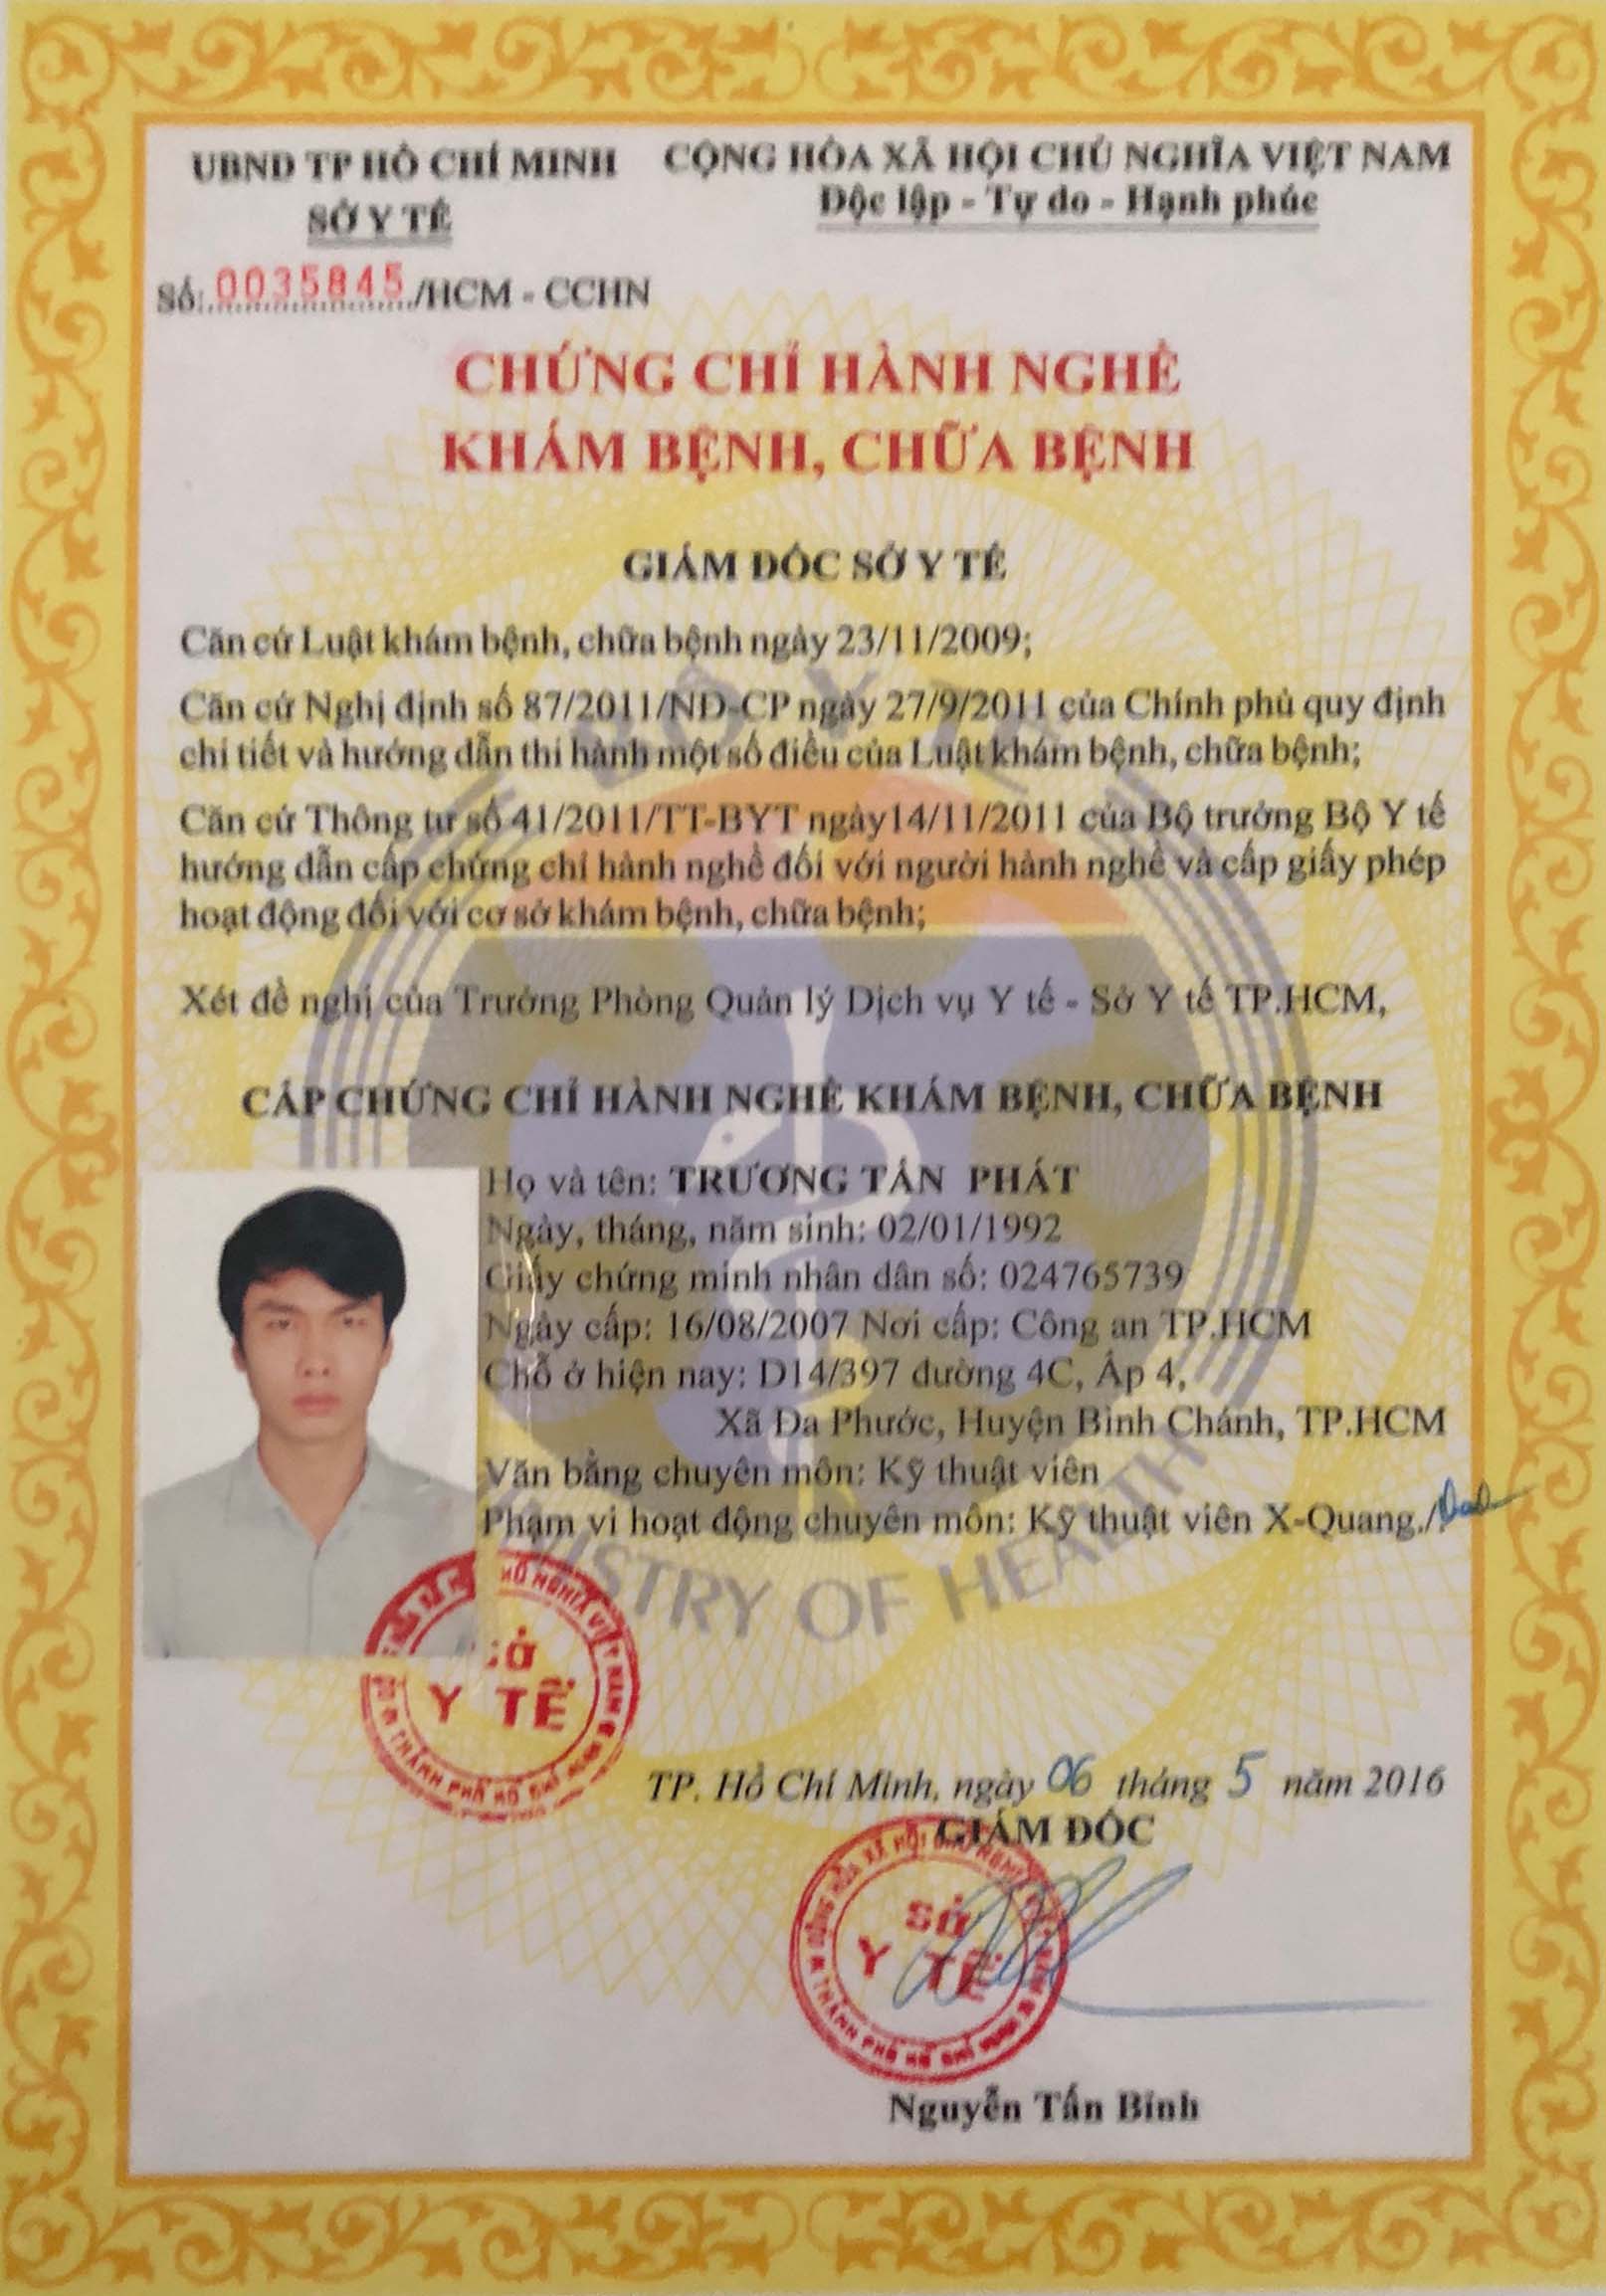 UBND TP HỒ CHÍ MINH
SỞ Y TẾ
CỘNG HÒA XÃ HỘI CHỦ NGHĨA VIỆT NAM
Độc lập - Tự do - Hạnh phúc
Số: 0035845/HCM - CCHN
CHỨNG CHỈ HÀNH NGHỀ
KHÁM BỆNH, CHỮA BỆNH
GIÁM ĐỐC SỞ Y TẾ
Căn cứ Luật khám bệnh, chữa bệnh ngày 23/11/2009;
Căn cứ Nghị định số 87/2011/NĐ-CP ngày 27/9/2011 của Chính phủ quy định
chi tiết và hướng dẫn thi hành một số điều của Luật khám bệnh, chữa bệnh;
Căn cứ Thông tư số 41/2011/TT-BYT ngày14/11/2011 của Bộ trưởng Bộ Y tế
hướng dẫn cấp chứng chỉ hành nghề đối với người hành nghề và cấp giấy phép
hoạt động đối với cơ sở khám bệnh, chữa bệnh;
Xét đề nghị của Trưởng Phòng Quản lý Dịch vụ Y tế - Sở Y tế TP.HCM,
CẤP CHỨNG CHỈ HÀNH NGHỀ KHÁM BỆNH, CHỮA BỆNH
Họ và tên: TRƯƠNG TẤN PHÁT
Ngày, tháng, năm sinh: 02/01/1992
Giấy chứng minh nhân dân số: 024765739
Ngày cấp: 16/08/2007 Nơi cấp: Công an TP.HCM
Chỗ ở hiện nay: D14/397 đường 4C, Ấp 4,
Xã Đa Phước, Huyện Bình Chánh, TP.HCM
Văn bằng chuyên môn: Kỹ thuật viên
Phạm vi hoạt động chuyên môn: Kỹ thuật viên X-Quang./
MINISTRY OF HEALTH
SỞ
Y TẾ
TP. Hồ Chí Minh, ngày 06 tháng 5 năm 2016
GIÁM ĐỐC
SỞ
Y TẾ
Nguyễn Tấn Bỉnh